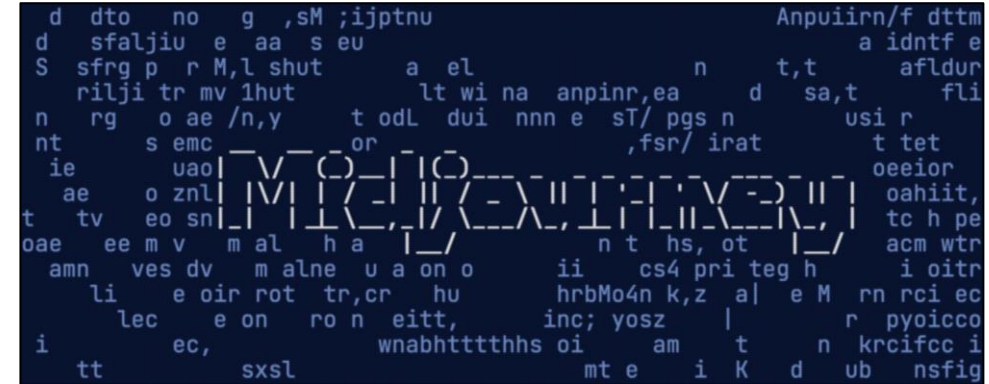 d dto no g ,sM ;ijptnu Anpuiirn/f dttm
d sfaljiu e aa s eu a idntf e
S sfrg p r M,l shut a el n t,t afldur
rilji tr mv 1hut lt wi na anpinr,ea d sa,t fli
n rg o ae /n,y t odL dui nnn e sT/ pgs n usi r
nt s emc or ,fsr/ irat t tet
ie uao oeeior
ae o znl oahiit,
Midjourney
t tv eo sn tc h pe
oae ee m v m al h a n t hs, ot acm wtr
amn ves dv m alne u a on o ii cs4 pri teg h i oitr
li e oir rot tr,cr hu hrbMo4n k,z a| e M rn rci ec
lec e on ro n eitt, inc; yosz | r pyoicco
i ec, wnabhtttthhs oi am t n krcifcc i
tt sxsl mt e i K d ub nsfig